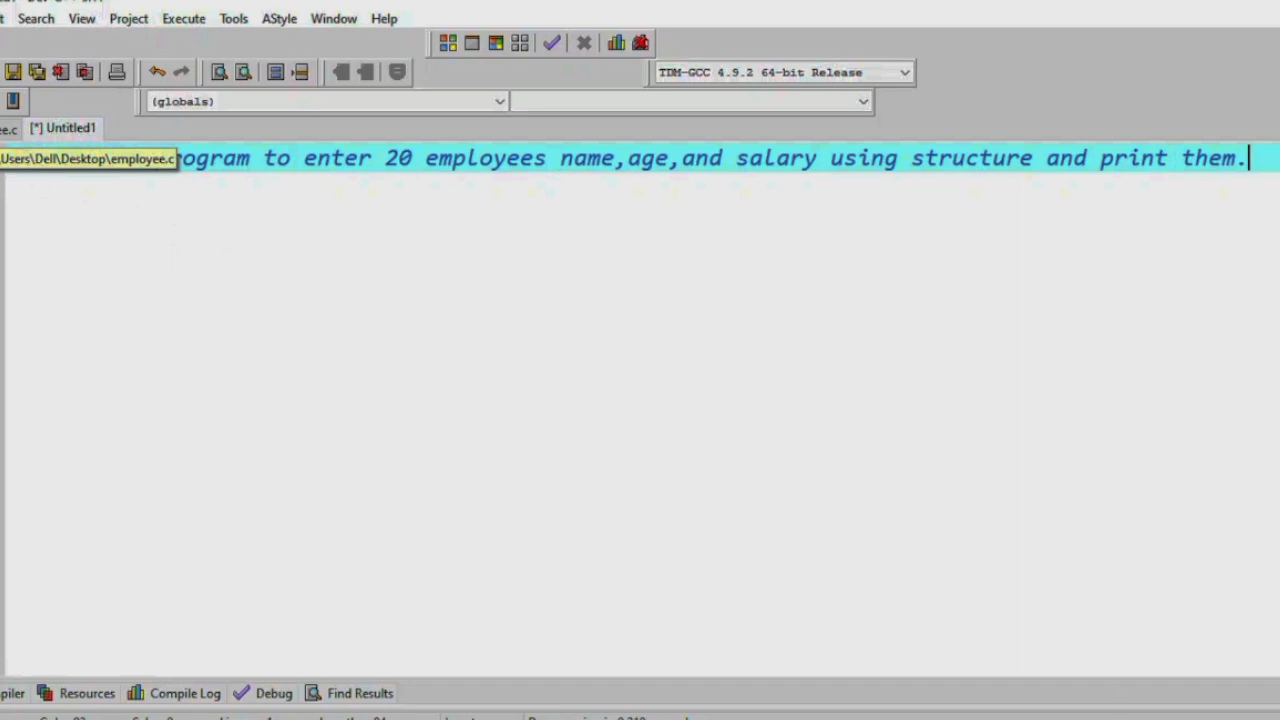 Search View Project Execute Tools AStyle Window Help
TDM-GCC 4.9.2 64-bit Release
(globals)
e.c [*] Untitled1
\Users\Dell\Desktop\employee.c
rogram to enter 20 employees name,age,and salary using structure and print them.
piler Resources Compile Log Debug Find Results